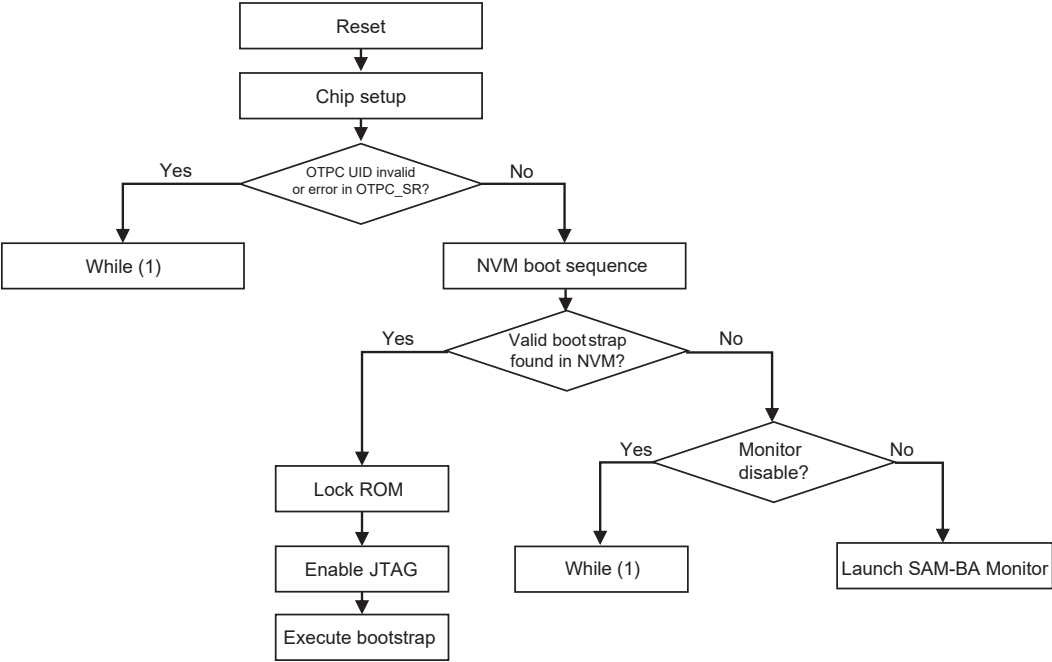 Reset
Chip setup
Yes
OTPC UID invalid
or error in OTPC_SR?
No
While (1)
NVM boot sequence
Yes
Valid bootstrap
found in NVM?
No
Yes
Monitor
disable?
No
Lock ROM
Enable JTAG
While (1)
Launch SAM-BA Monitor
Execute bootstrap